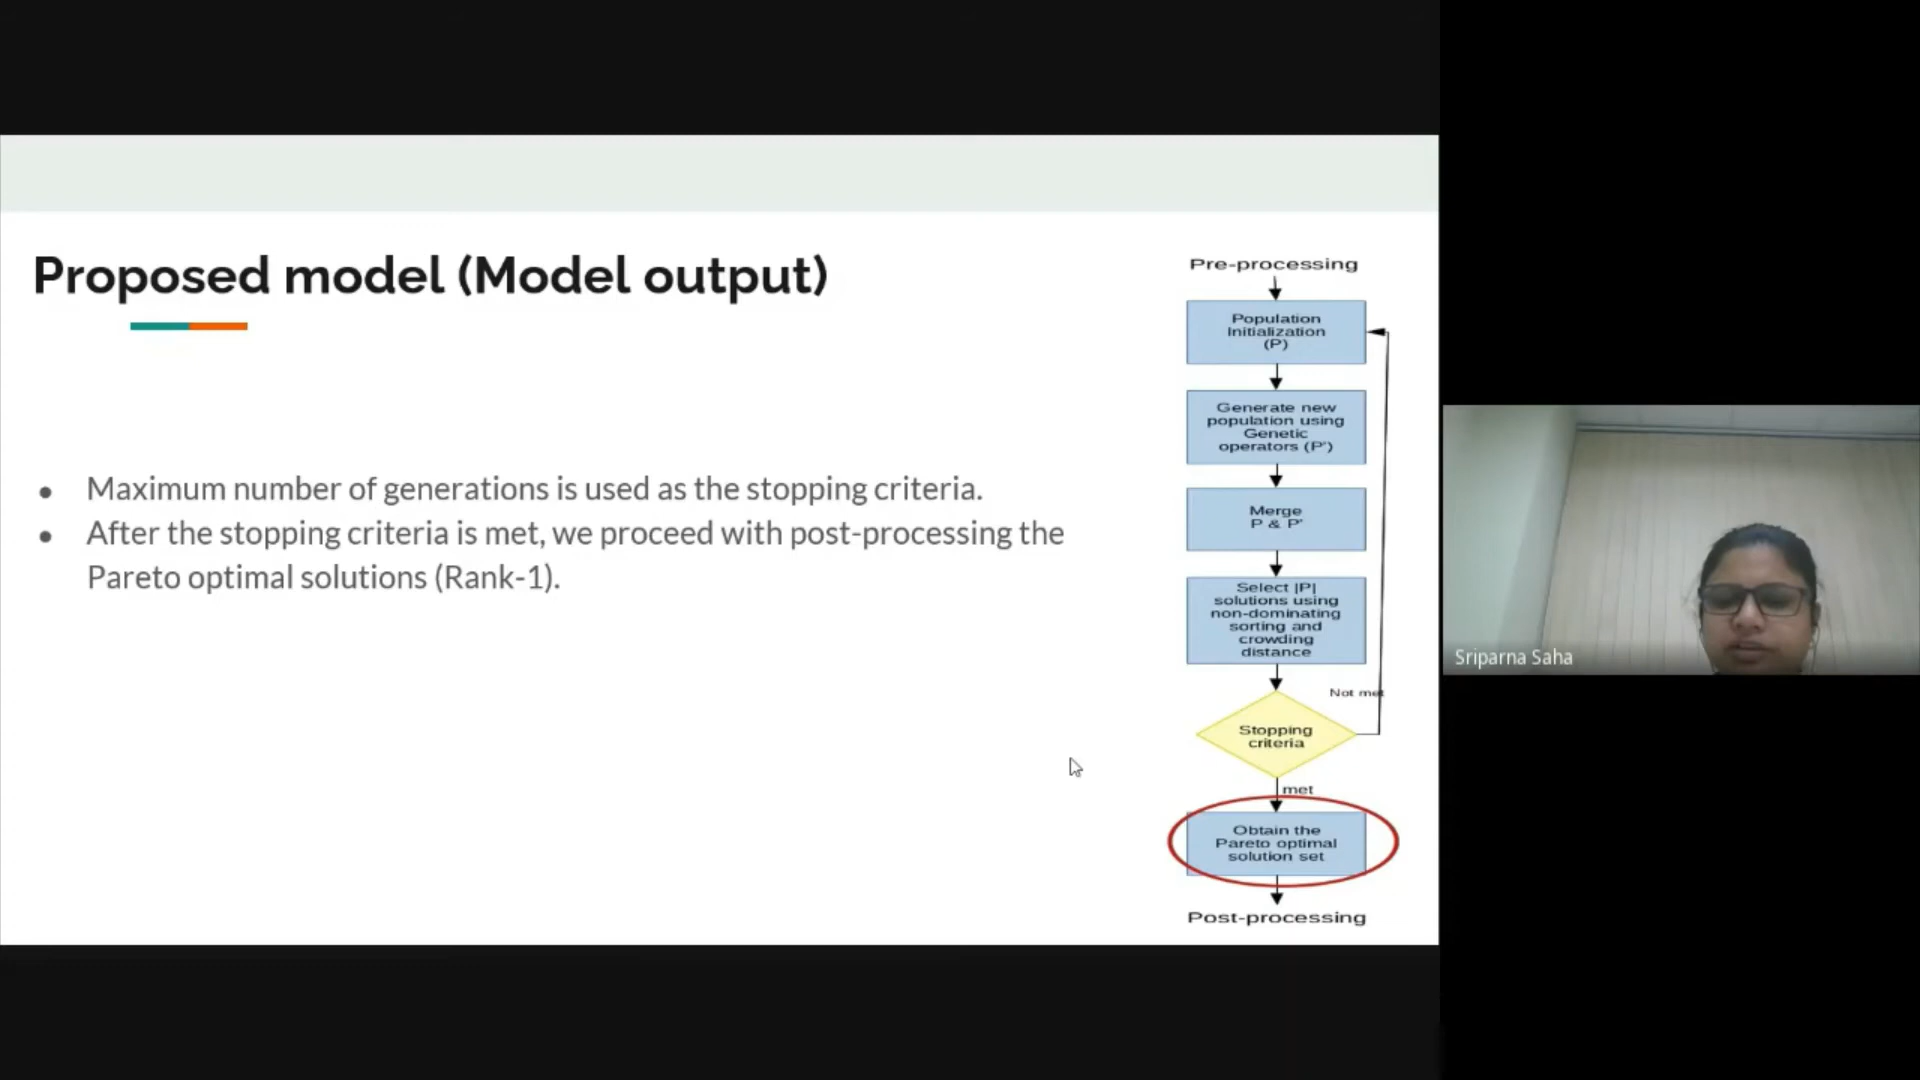 Proposed model (Model output)
• Maximum number of generations is used as the stopping criteria.
• After the stopping criteria is met, we proceed with post-processing the
Pareto optimal solutions (Rank-1).
Pre-processing
Population
Initialization
(P)
Generate new
population using
Genetic
operators (P')
Merge
P & P'
Select |P|
solutions using
non-dominating
sorting and
crowding
distance
Not met
Stopping
criteria
met
Obtain the
Pareto optimal
solution set
Post-processing
Sriparna Saha